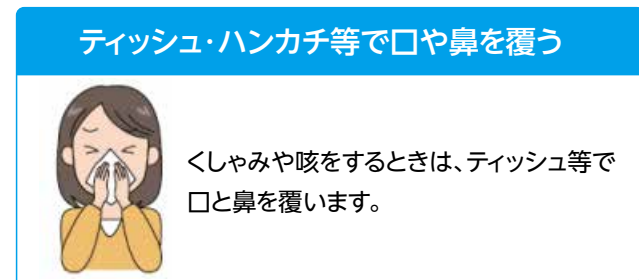 ティッシュ・ハンカチ等で口や鼻を覆う
くしゃみや咳をするときは、ティッシュ等で
口と鼻を覆います。